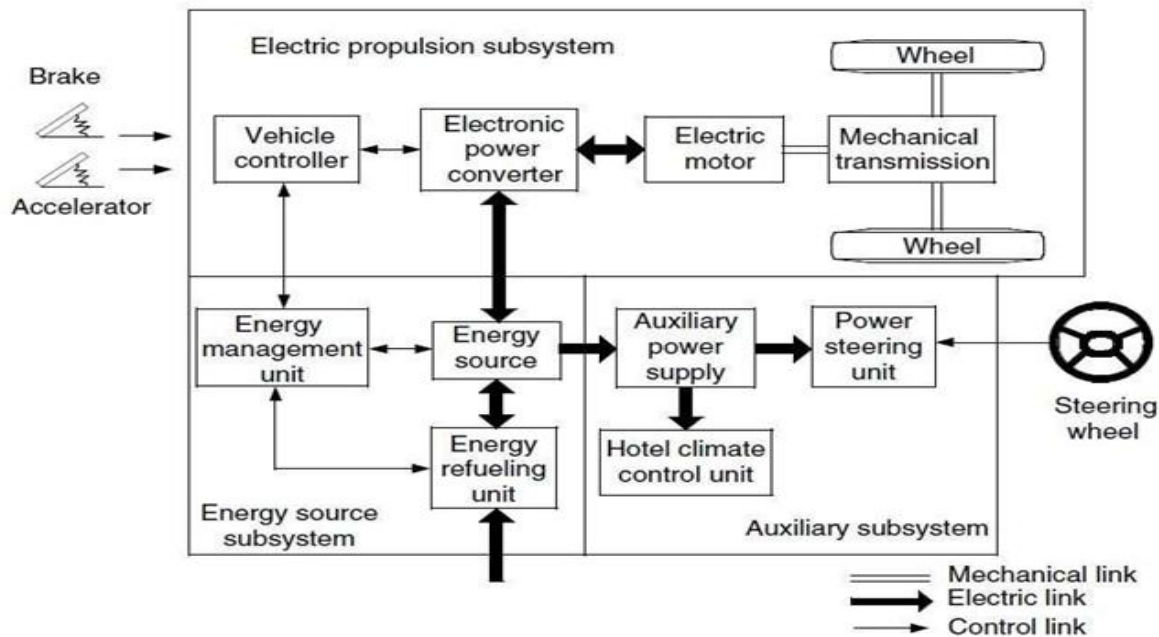 Electric propulsion subsystem
Brake
Accelerator
Vehicle
controller
Electronic
power
converter
Electric
motor
Mechanical
transmission
Wheel
Wheel
Energy
management
unit
Energy
source
Energy
refueling
unit
Energy source
subsystem
Auxiliary
power
supply
Power
steering
unit
Hotel climate
control unit
Auxiliary subsystem
Steering
wheel
Mechanical link
Electric link
Control link